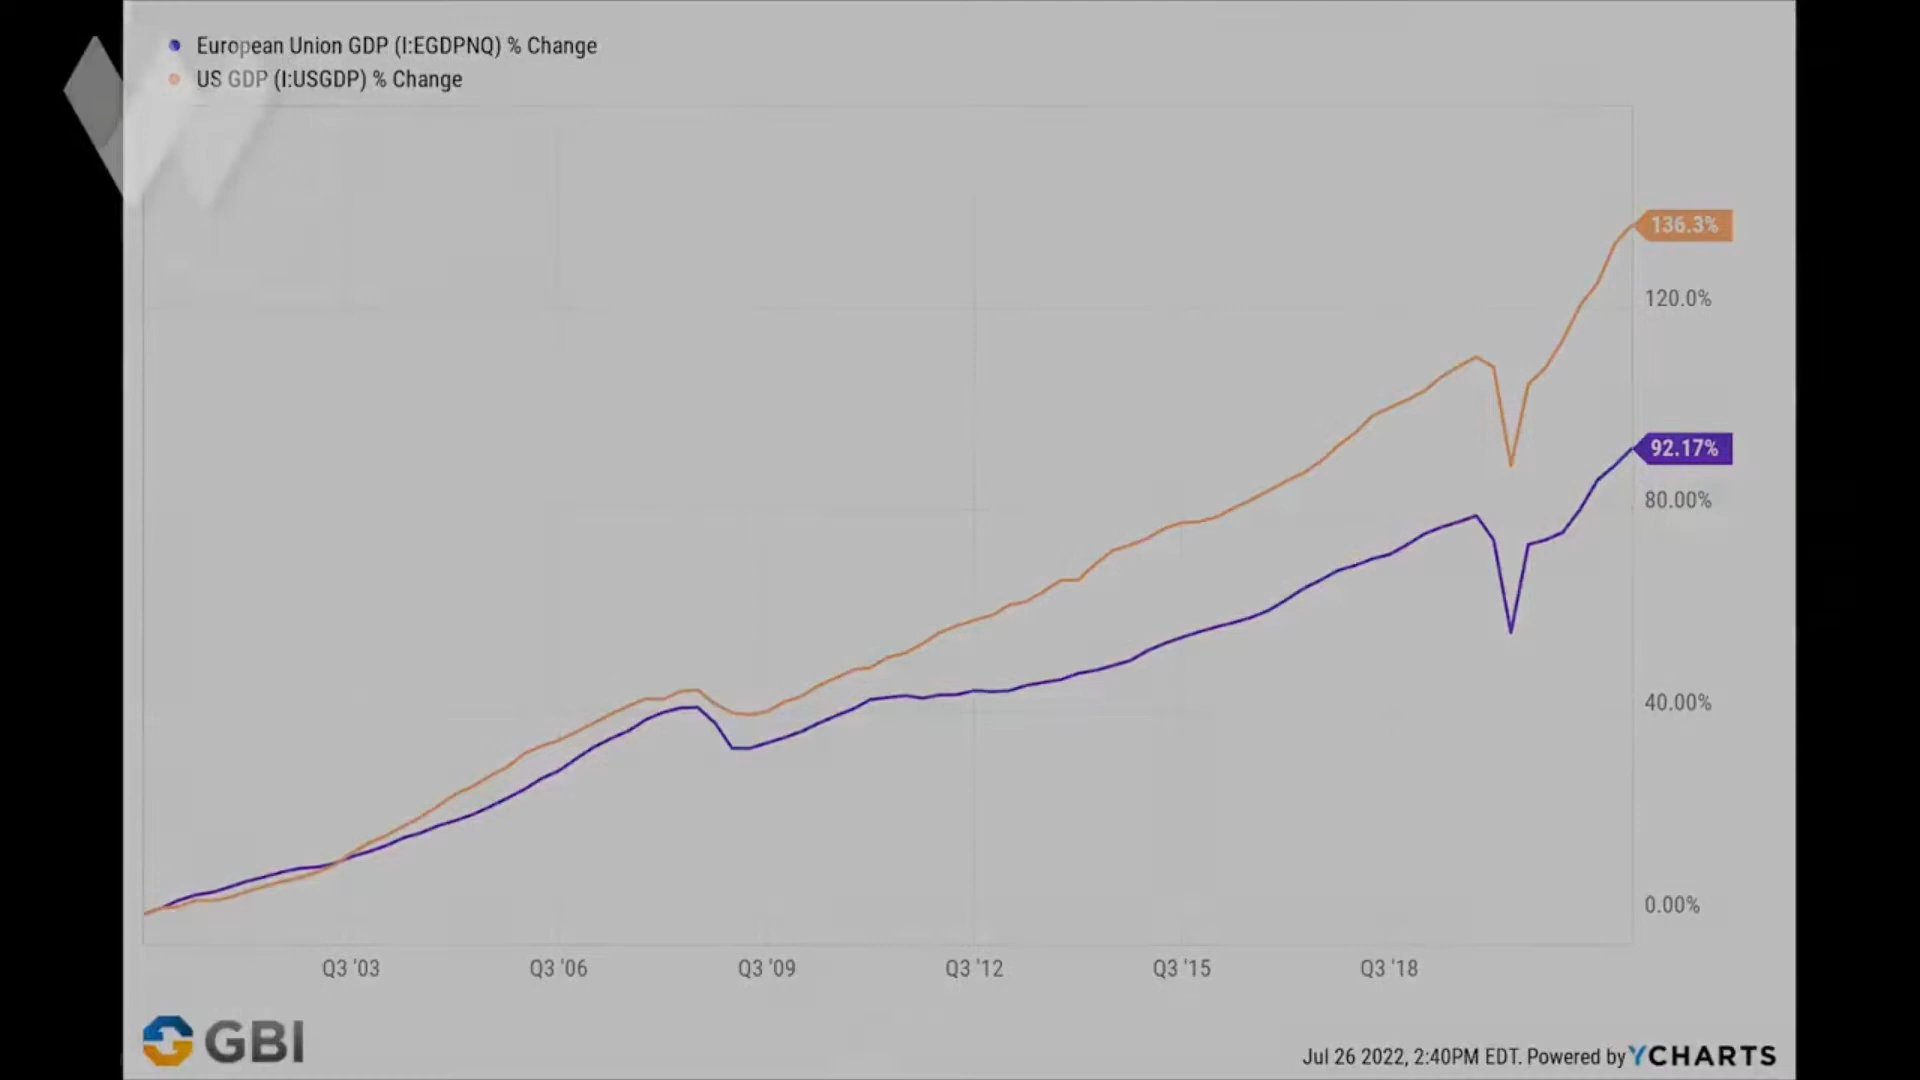 European Union GDP (I:EGDPNQ) % Change
US GDP (I:USGDP) % Change
136.3%
120.0%
92.17%
80.00%
40.00%
0.00%
Q3 '03
Q3 '06
Q3 '09
Q3 '12
Q3 '15
Q3 '18
GBI
Jul 26 2022, 2:40PM EDT. Powered by YCHARTS